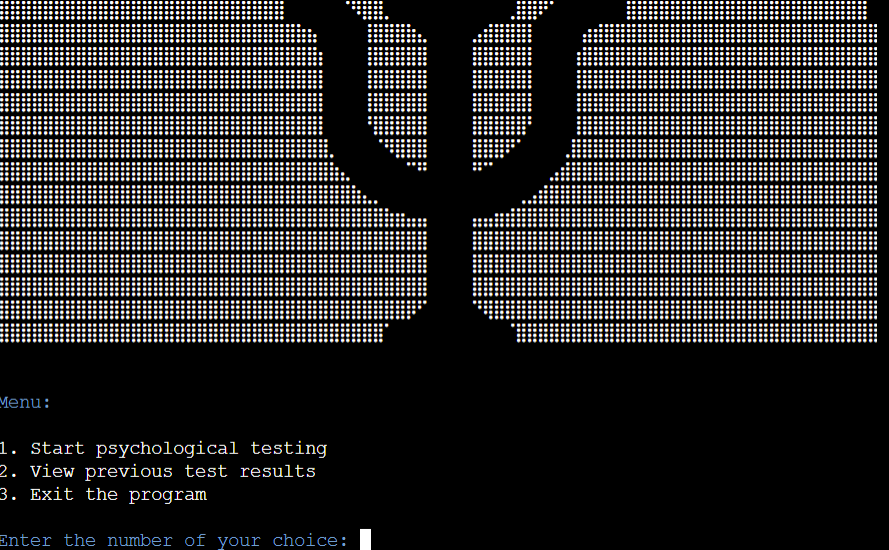 Menu:
1. Start psychological testing
2. View previous test results
3. Exit the program
Enter the number of your choice: